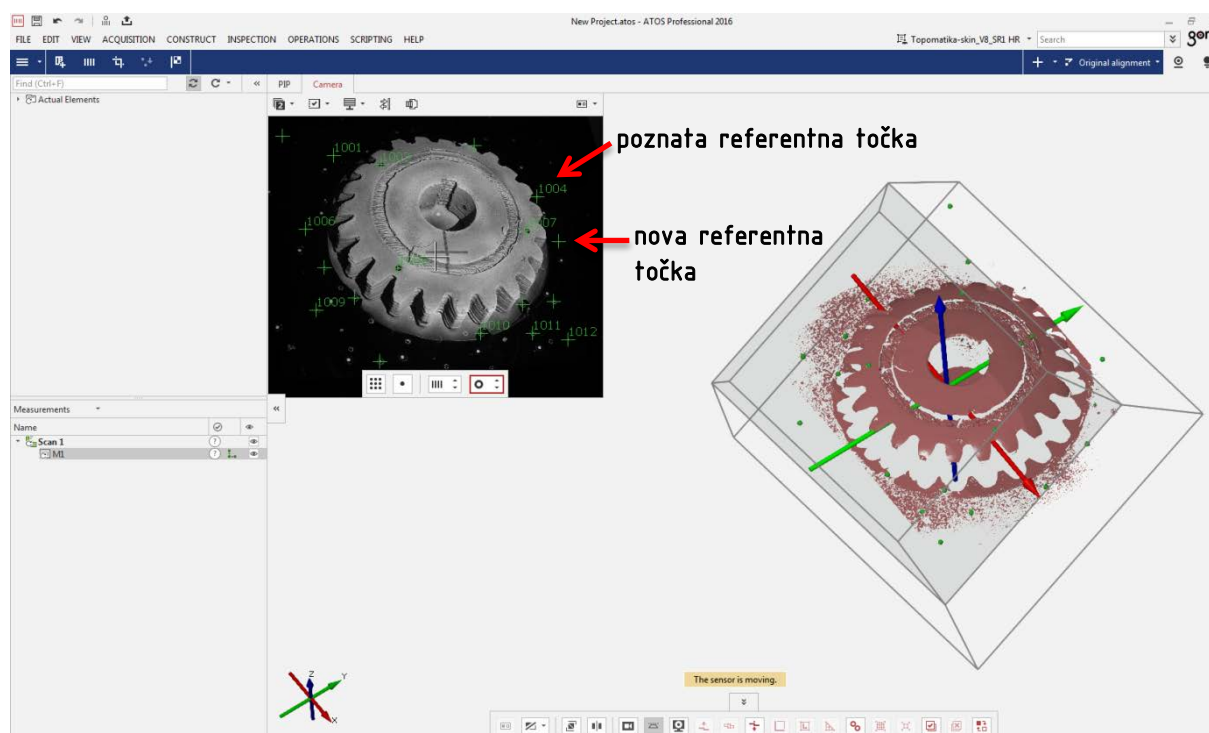 New Project.atos - ATOS Professional 2016
FILE EDIT VIEW ACQUISITION CONSTRUCT INSPECTION OPERATIONS SCRIPTING HELP
Topomatika-skin_V8_SR1 HR
Search
gom
Original alignment
Find (Ctrl+F)
PIP Camera
Actual Elements
1001
1004
1006
1009
1010
1011
1012
poznata referentna točka
nova referentna
točka
Measurements
Name
Scan 1
M1
Z
Y
X
The sensor is moving.